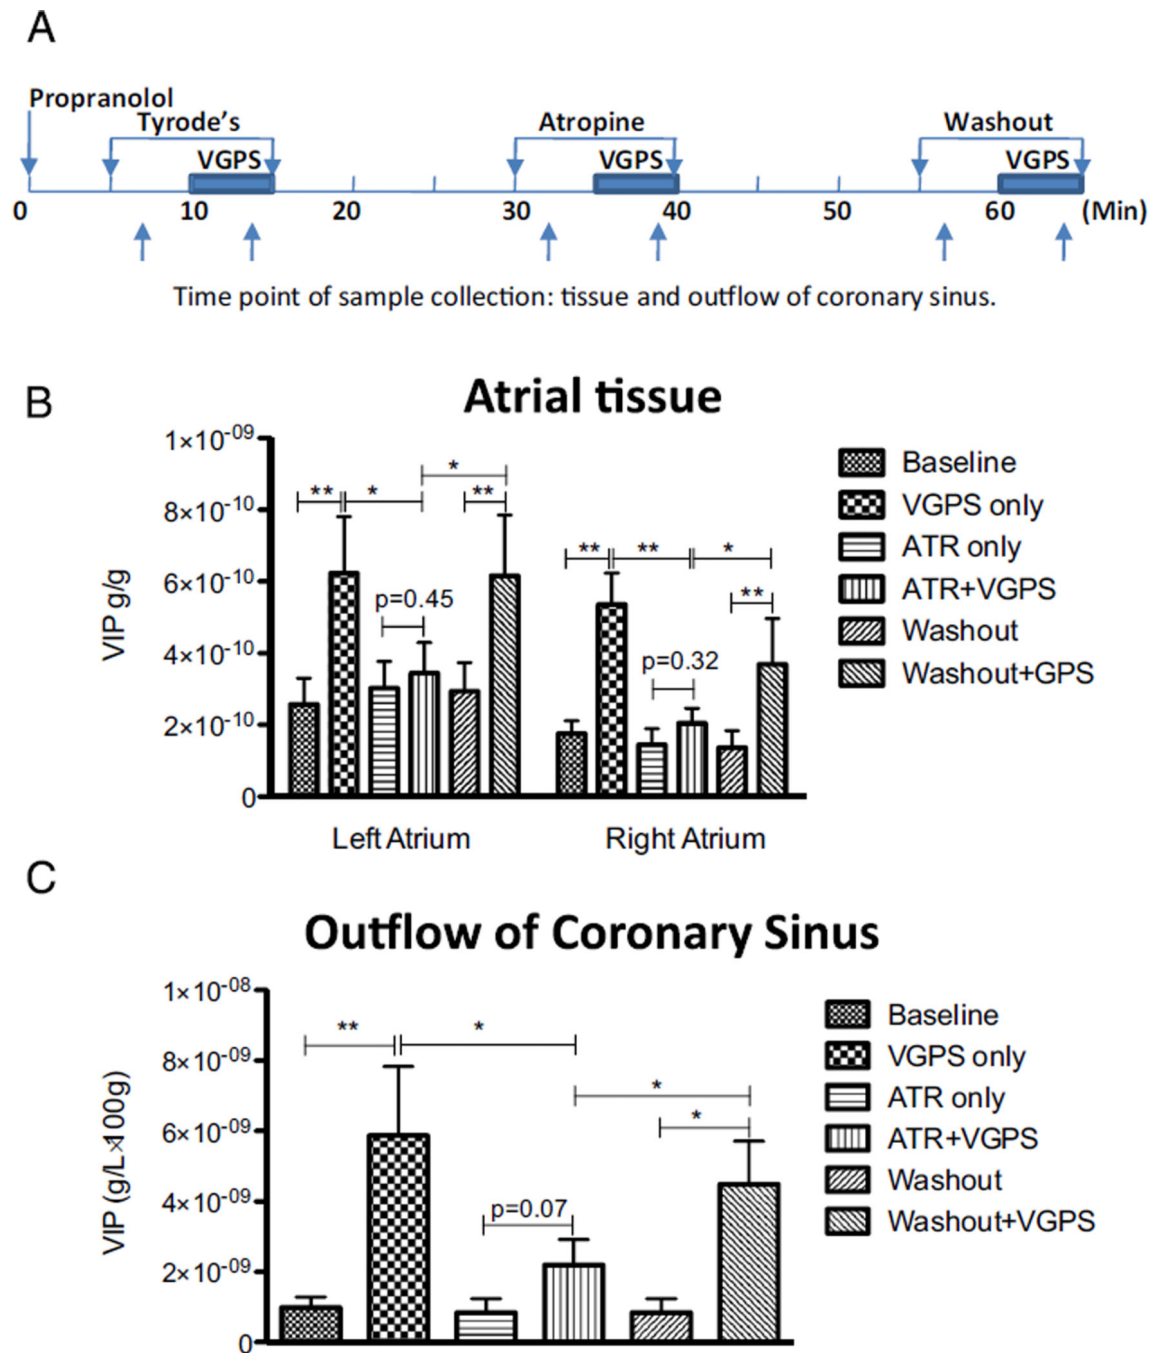 A
Propranolol
Tyrode's Atropine Washout
VGPS VGPS VGPS
0 10 20 30 40 50 60 (Min)
Time point of sample collection: tissue and outflow of coronary sinus.
B
Atrial tissue
VIP g/g
1×10-09
8×10-10
6×10-10
4×10-10
2×10-10
0
** * * **
p=0.45
** ** * **
p=0.32
Left Atrium Right Atrium
Baseline
VGPS only
ATR only
ATR+VGPS
Washout
Washout+GPS
C
Outflow of Coronary Sinus
VIP (g/L×100g)
1×10-08
8×10-09
6×10-09
4×10-09
2×10-09
0
** * * *
p=0.07
Baseline
VGPS only
ATR only
ATR+VGPS
Washout
Washout+VGPS